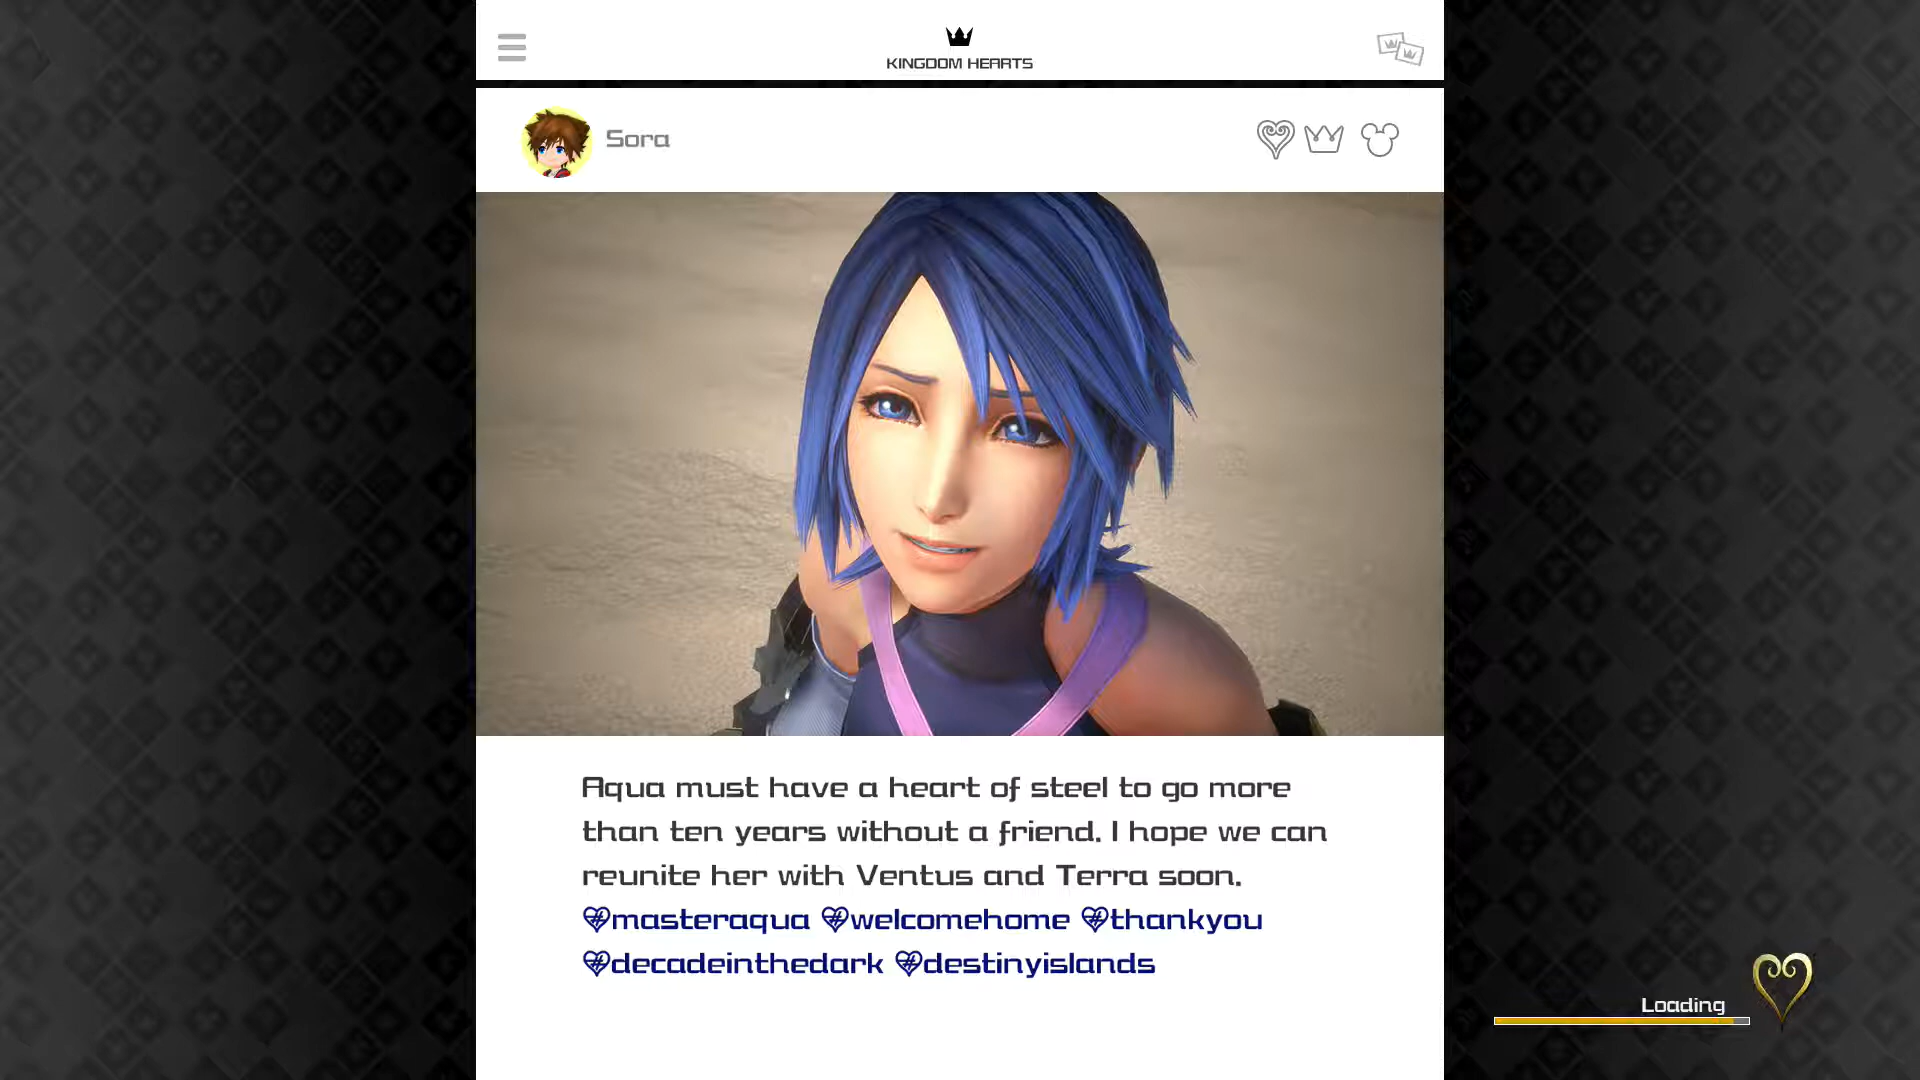 KINGDOM HEARTS
Sora
Aqua must have a heart of steel to go more
than ten years without a friend. I hope we can
reunite her with Ventus and Terra soon.
#masteraqua #welcomehome #thankyou
#decadeinthedark #destinyislands
Loading